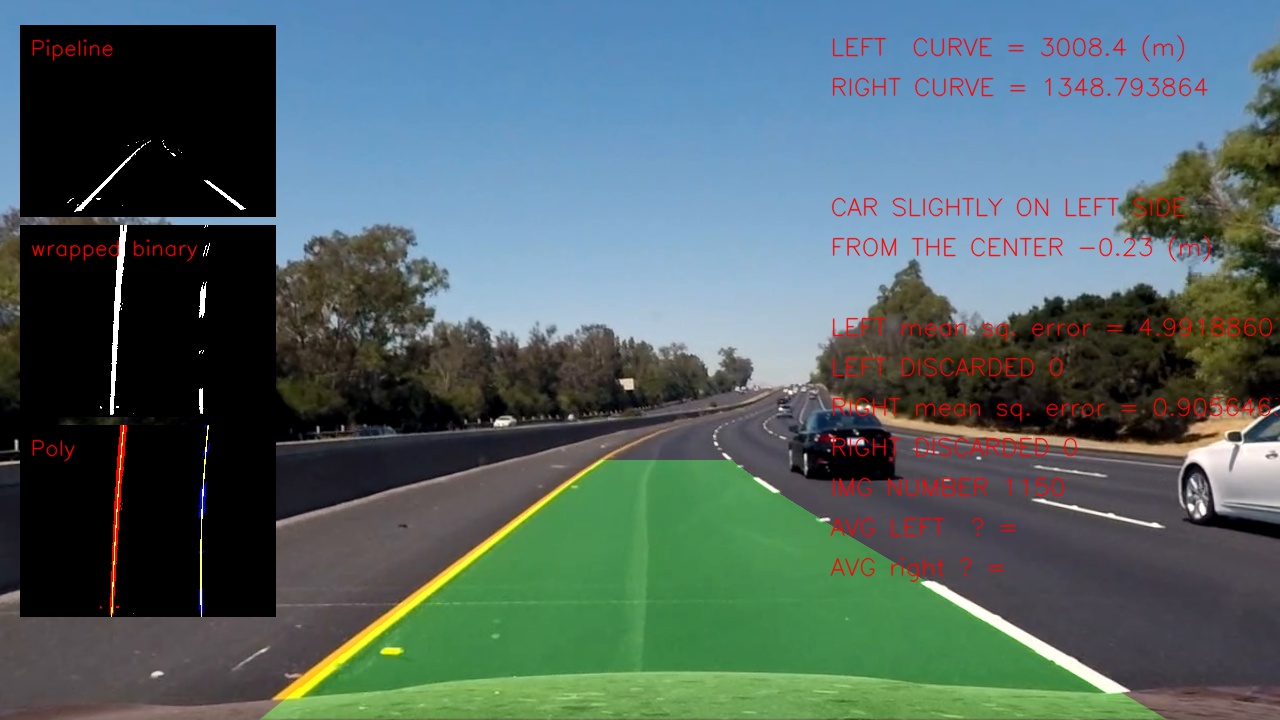 Pipeline
wrapped binary
Poly
LEFT  CURVE = 3008.4 (m)
RIGHT CURVE = 1348.793864
CAR SLIGHTLY ON LEFT SIDE
FROM THE CENTER -0.23 (m)
LEFT mean sq. error = 4.9918860
LEFT DISCARDED 0
RIGHT mean sq. error = 0.905646
RIGHT DISCARDED 0
IMG NUMBER 1150
AVG LEFT  ? =
AVG right ? =